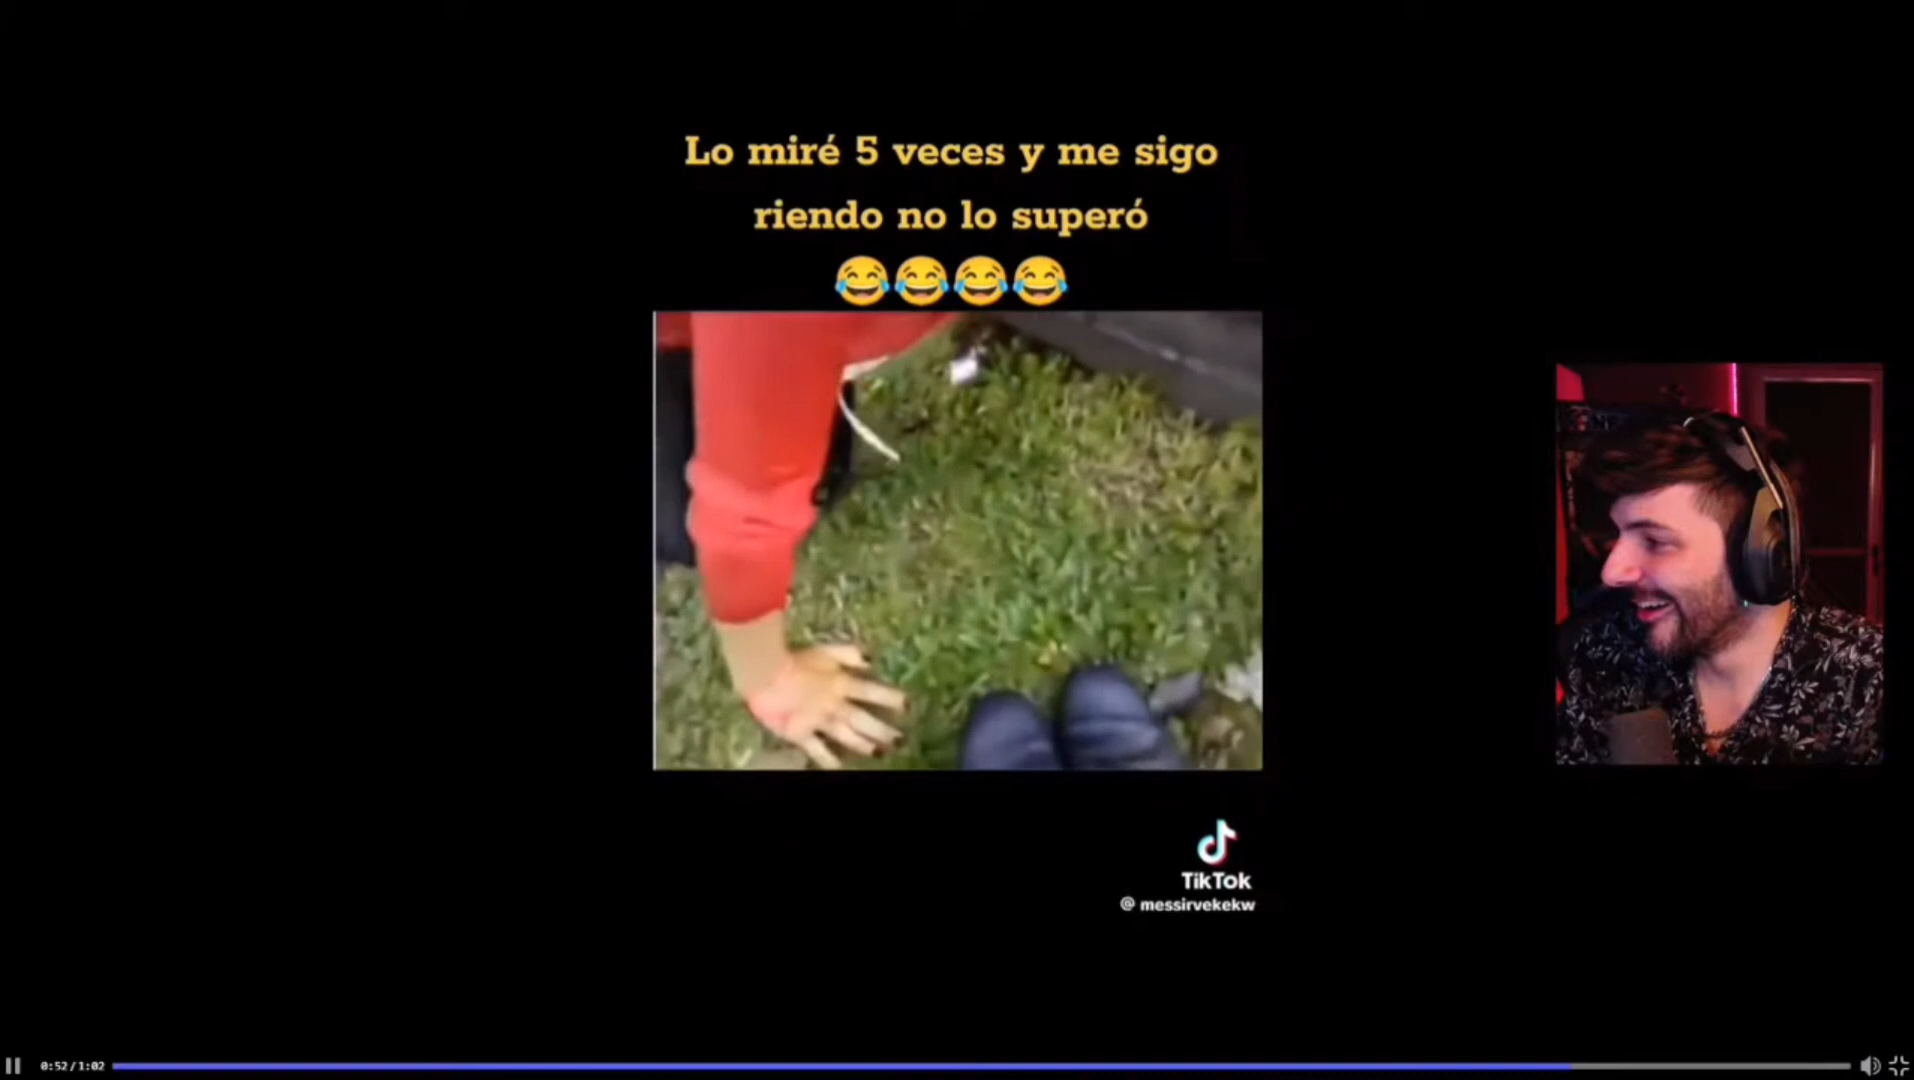 Lo miré 5 veces y me sigo
riendo no lo superó
😂😂😂😂
TikTok
@ messirvekekw
0:52/1:02